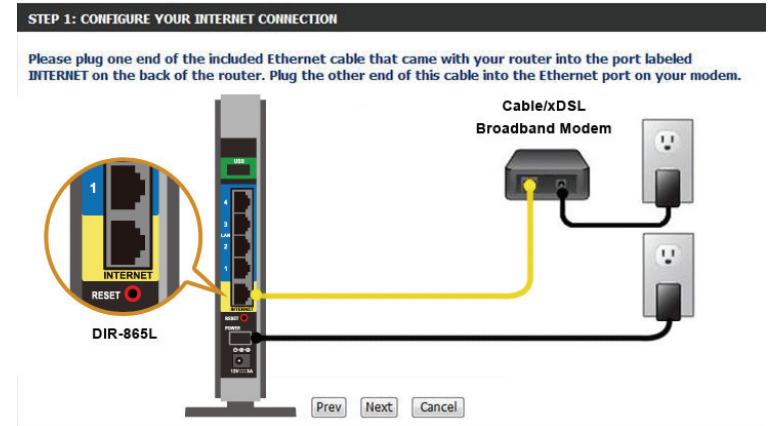 STEP 1: CONFIGURE YOUR INTERNET CONNECTION
Please plug one end of the included Ethernet cable that came with your router into the port labeled
INTERNET on the back of the router. Plug the other end of this cable into the Ethernet port on your modem.
Cable/xDSL
Broadband Modem
USB
1
INTERNET
RESET
DIR-865L
4
3
LAN
2
1
INTERNET
RESET
POWER
Prev
Next
Cancel